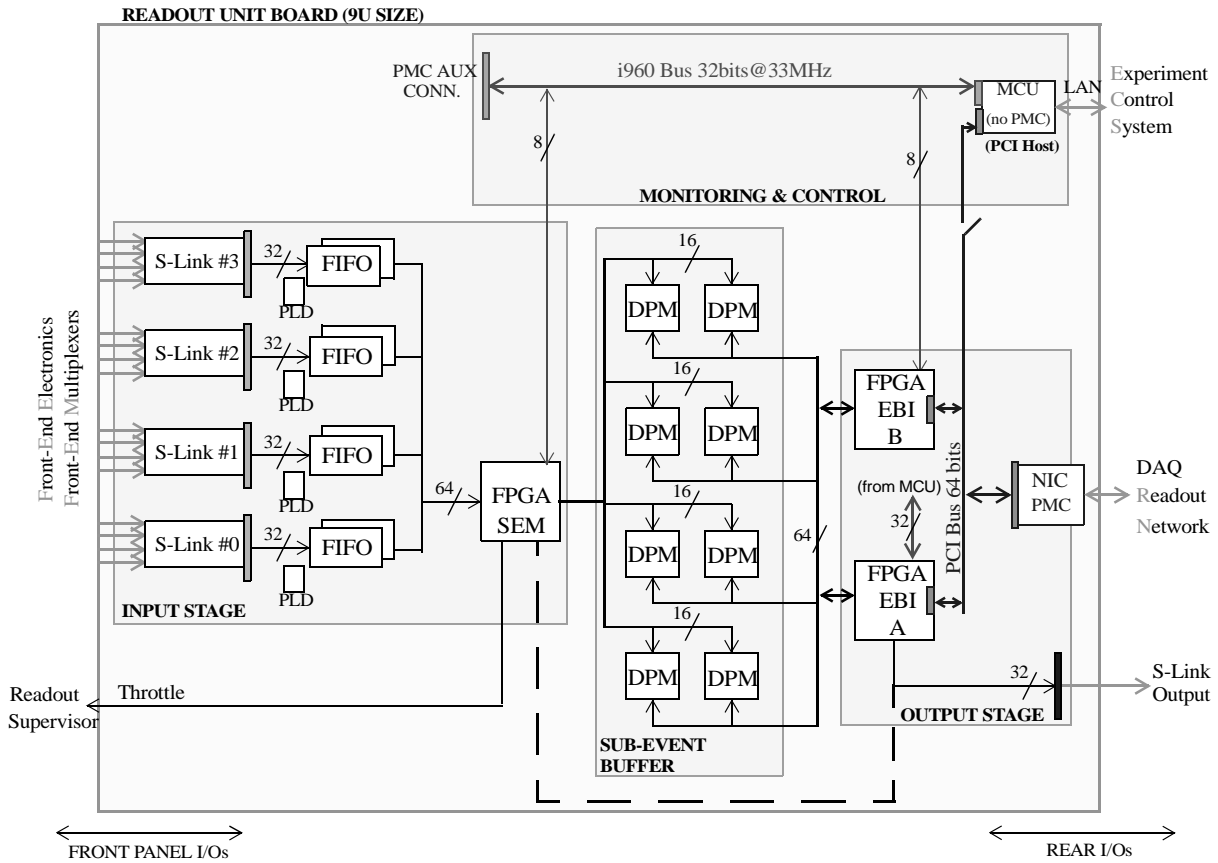 READOUT UNIT BOARD (9U SIZE)
PMC AUX
CONN.
i960 Bus 32bits@33MHz
MCU
(no PMC)
(PCI Host)
LAN
Experiment
Control
System
8
8
MONITORING & CONTROL
Front-End Electronics
Front-End Multiplexers
S-Link #3
32
FIFO
PLD
S-Link #2
32
FIFO
PLD
S-Link #1
32
FIFO
PLD
S-Link #0
32
FIFO
PLD
INPUT STAGE
64
FPGA
SEM
16
DPM
DPM
16
DPM
DPM
16
DPM
DPM
16
DPM
DPM
SUB-EVENT
BUFFER
64
FPGA
EBI
B
(from MCU)
32
FPGA
EBI
A
PCI Bus 64 bits
NIC
PMC
DAQ
Readout
Network
32
S-Link
Output
OUTPUT STAGE
Readout
Supervisor
Throttle
FRONT PANEL I/Os
REAR I/Os